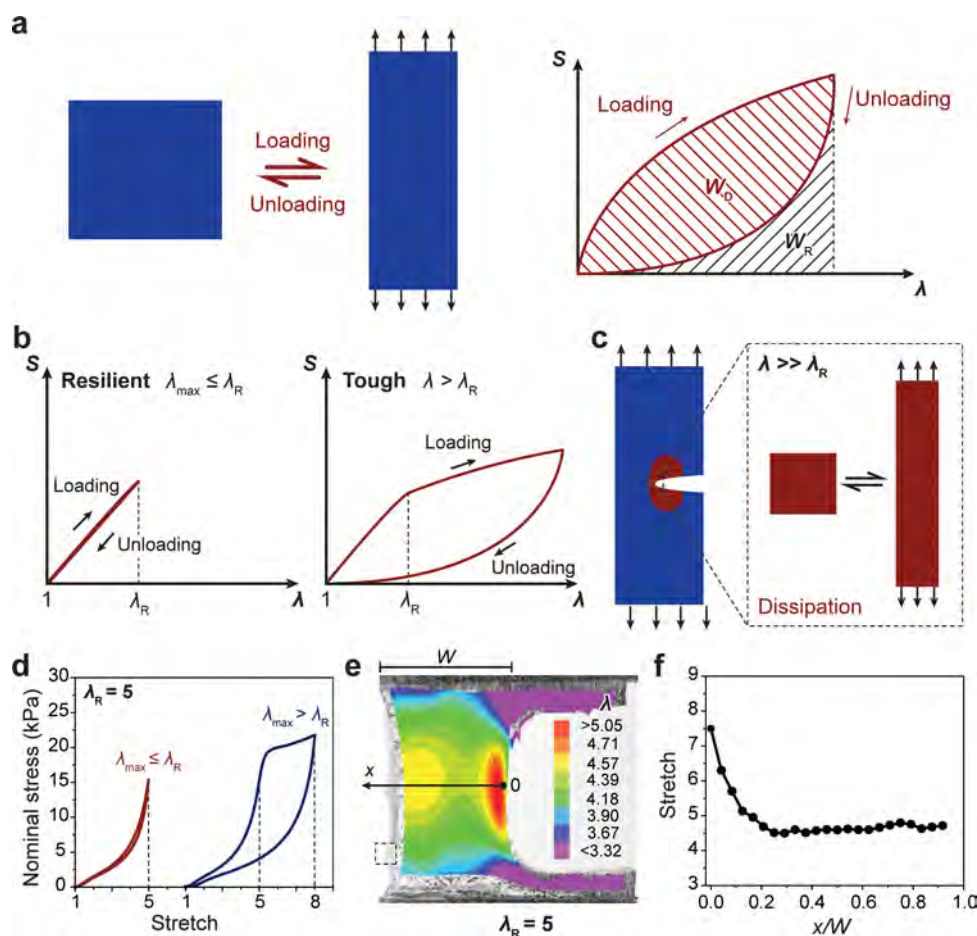 a
Loading
Unloading
S
Loading
Unloading
W_D
W_R
λ
b
S
Resilient λ_max ≤ λ_R
Loading
Unloading
1
λ_R
λ
S
Tough λ > λ_R
Loading
Unloading
1
λ_R
λ
c
λ >> λ_R
Dissipation
d
Nominal stress (kPa)
30
25
20
15
10
5
0
λ_R = 5
λ_max ≤ λ_R
λ_max > λ_R
1
5
1
5
8
Stretch
e
W
x
0
λ
>5.05
4.71
4.57
4.39
4.18
3.90
3.67
<3.32
λ_R = 5
f
Stretch
9
8
7
6
5
4
3
0.0
0.2
0.4
0.6
0.8
1.0
x/W